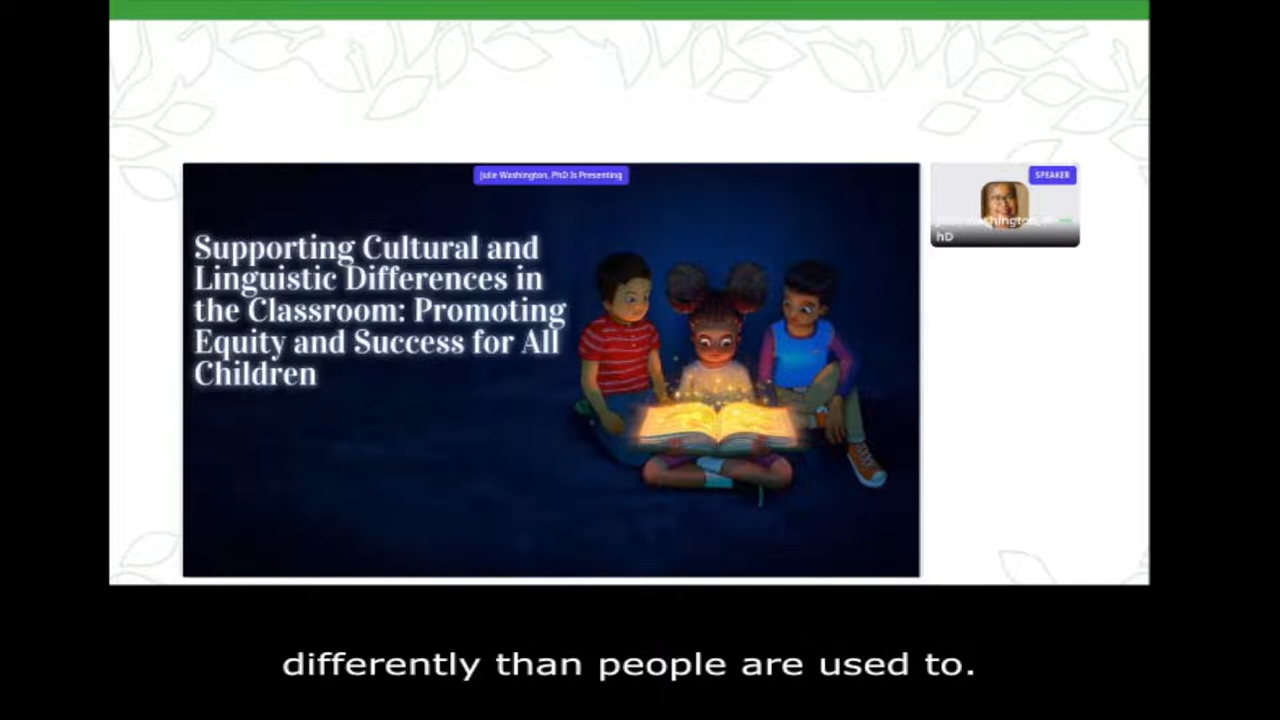 Julie Washington, PhD Is Presenting
SPEAKER
Washington,
hD
Supporting Cultural and
Linguistic Differences in
the Classroom: Promoting
Equity and Success for All
Children
differently than people are used to.